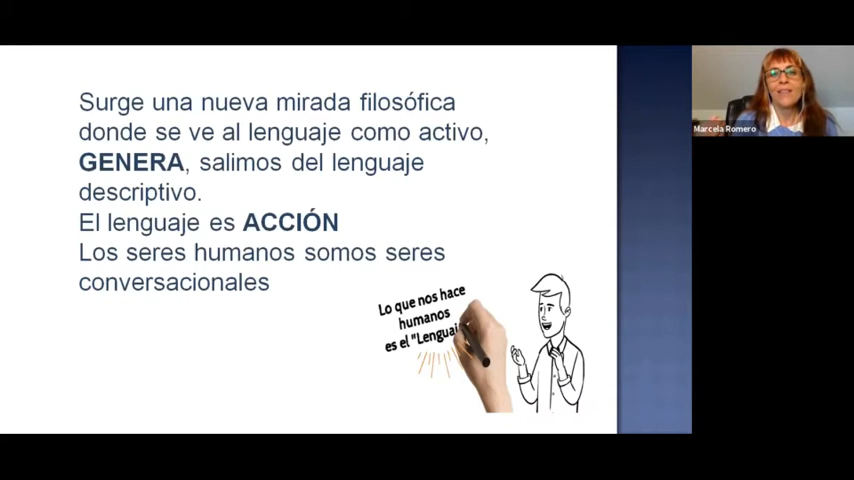 Surge una nueva mirada filosófica
donde se ve al lenguaje como activo,
GENERA, salimos del lenguaje
descriptivo.
El lenguaje es ACCIÓN
Los seres humanos somos seres
conversacionales
Lo que nos hace
humanos
es el "Lenguaj
Marcela Romero